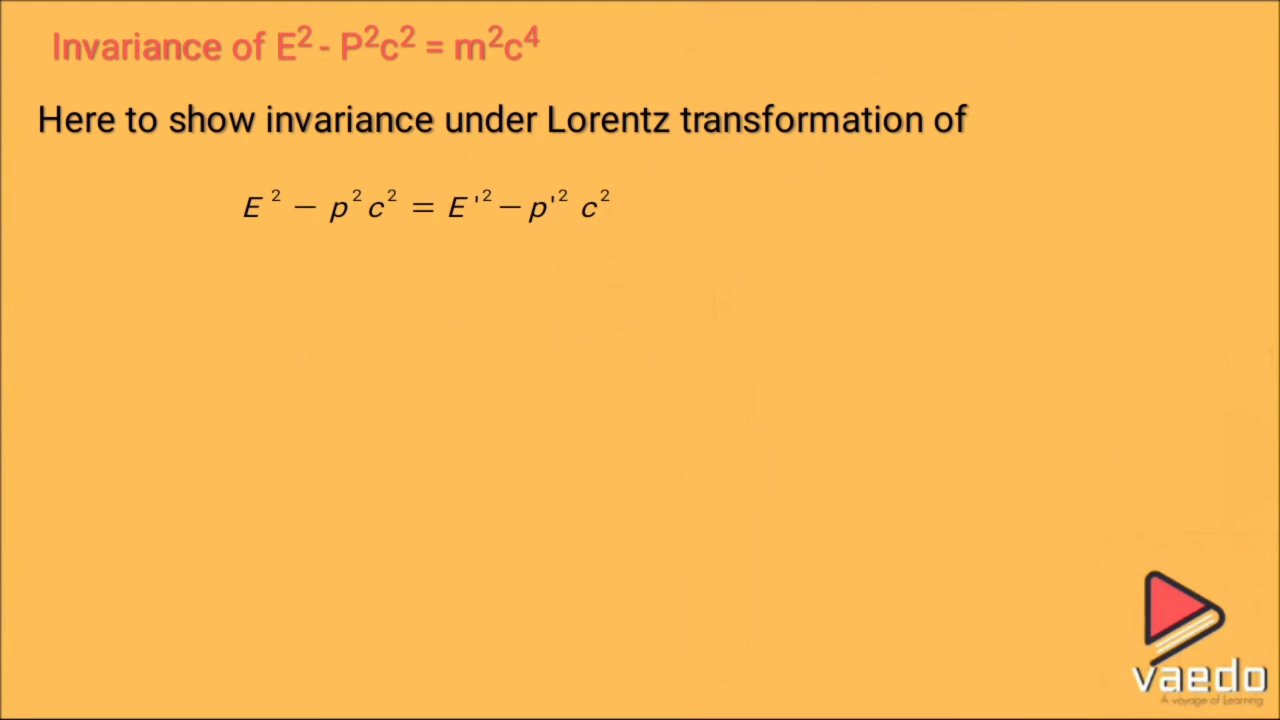 Invariance of E² - P²c² = m²c⁴
Here to show invariance under Lorentz transformation of
E² − p²c² = E'² − p'² c²
vaedo
A voyage of Learning